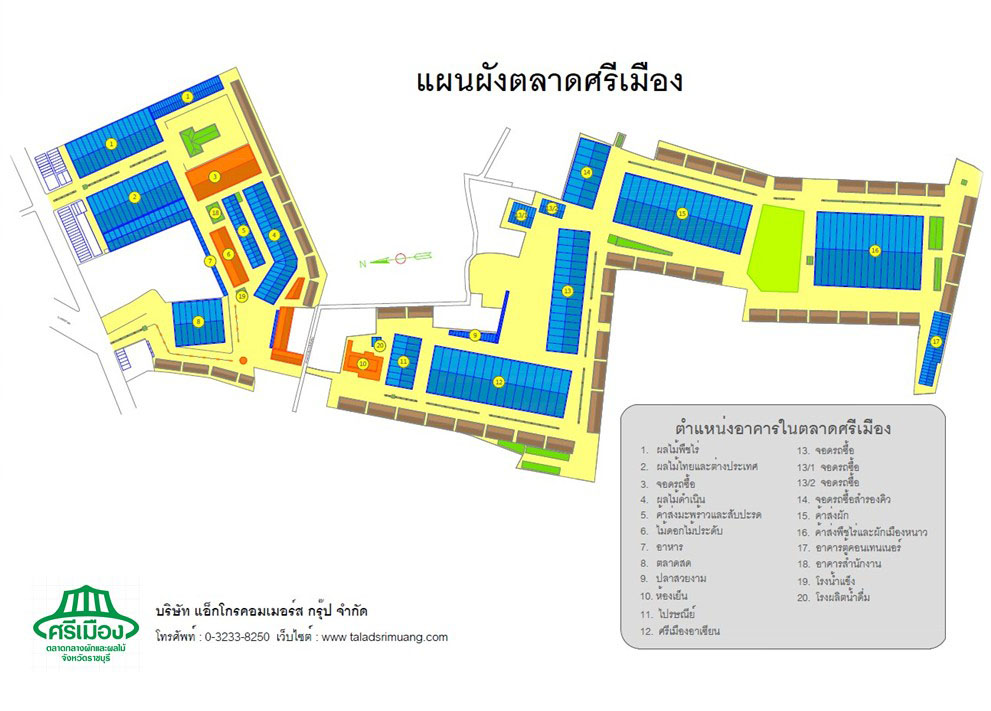 แผนผังตลาดศรีเมือง
1
1
2
3
18
5
4
6
7
19
8
N
14
13/1
13/2
15
16
13
17
9
20
10
11
12
ตำแหน่งอาคารในตลาดศรีเมือง
1. ผลไม้พืชไร่
2. ผลไม้ไทยและต่างประเทศ
3. จอดรถซื้อ
4. ผลไม้ดำเนิน
5. ค้าส่งมะพร้าวและสับปะรด
6. ไม้ดอกไม้ประดับ
7. อาหาร
8. ตลาดสด
9. ปลาสวยงาม
10. ห้องเย็น
11. ไปรษณีย์
12. ศรีเมืองอาเซียน
13. จอดรถซื้อ
13/1 จอดรถซื้อ
13/2 จอดรถซื้อ
14. จอดรถซื้อสำรองคิว
15. ค้าส่งผัก
16. ค้าส่งพืชไร่และผักเมืองหนาว
17. อาคารตู้คอนเทนเนอร์
18. อาคารสำนักงาน
19. โรงน้ำแข็ง
20. โรงผลิตน้ำดื่ม
ศรีเมือง
ตลาดกลางผักและผลไม้
จังหวัดราชบุรี
บริษัท แอ็กโกรคอมเมอร์ส กรุ๊ป จำกัด
โทรศัพท์ : 0-3233-8250 เว็บไซต์ : www.taladsrimuang.com